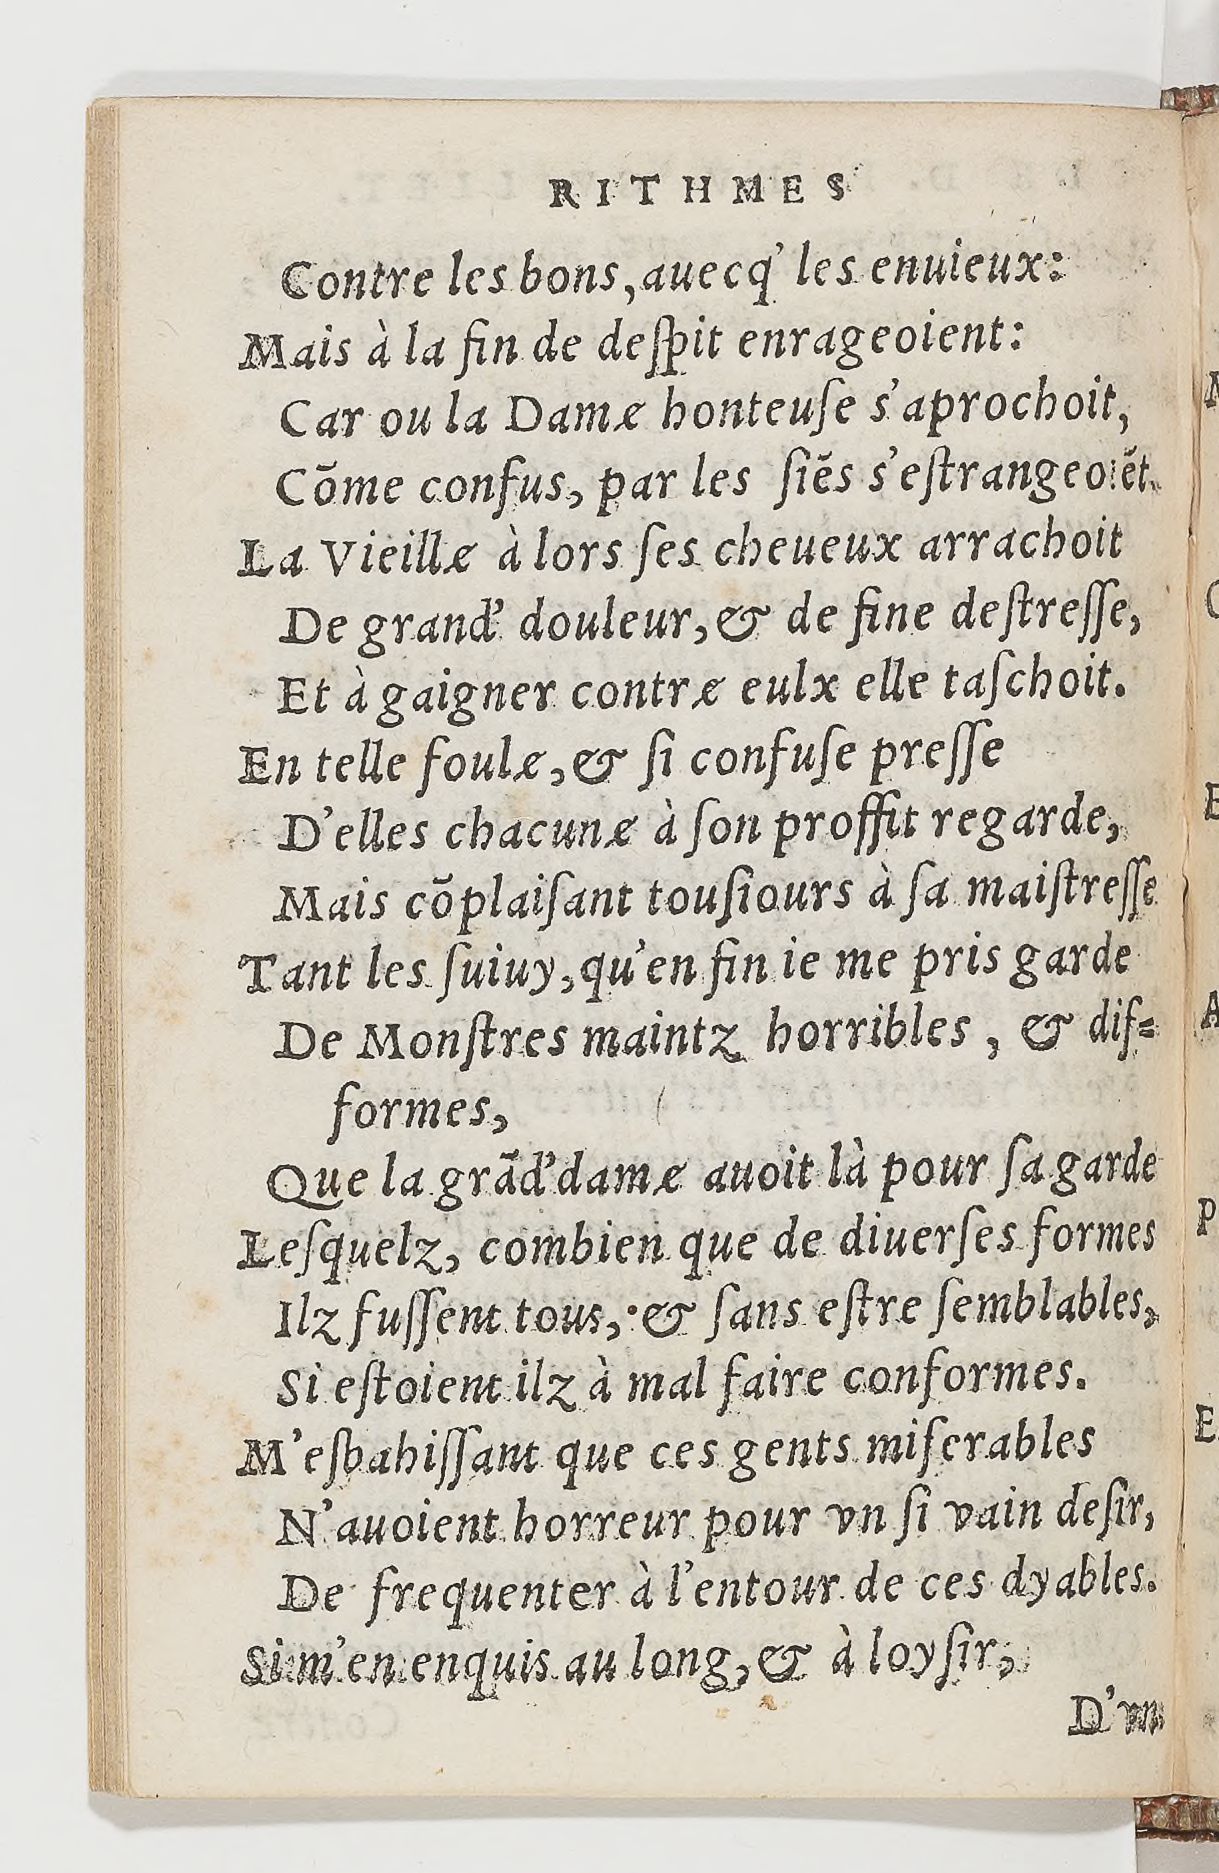 RITHMES
Contre les bons, auecq' les enuieux:
Mais à la fin de deſpit enrageoient:
Car ou la Dame honteuſe s'aprochoit,
Cõme confus, par les ſiẽs s'eſtrangeoiẽt.
La Vieille à lors ſes cheueux arrachoit
De grand' douleur, & de fine deſtreſſe,
Et à gaigner contre eulx elle taſchoit.
En telle foule, & ſi confuſe preſſe
D'elles chacune à ſon proffit regarde,
Mais cõplaiſant touſiours à ſa maiſtreſſe
Tant les ſuiuy, qu'en fin ie me pris garde
De Monſtres maintz horribles, & dif-
formes,
Que la grãd' dame auoit là pour ſa garde
Leſquelz, combien que de diuerſes formes
Ilz fuſſent tous, & ſans eſtre ſemblables,
Si eſtoient ilz à mal faire conformes.
M'eſbahiſſant que ces gents miſerables
N'auoient horreur pour vn ſi vain deſir,
De frequenter à l'entour de ces dyables.
Si m'en enquis au long, & à loyſir,
D'vn